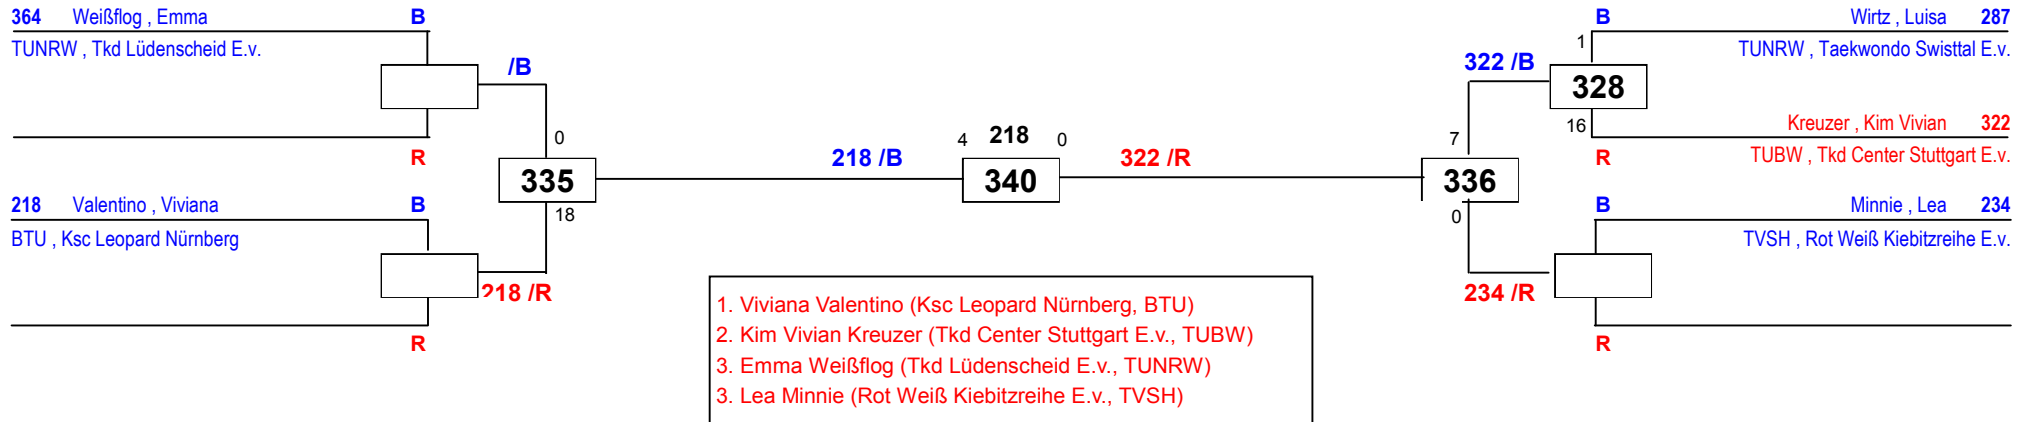 364 Weißflog , Emma B
TUNRW , Tkd Lüdenscheid E.v.
/B
R
0
335
18
218 Valentino , Viviana B
BTU , Ksc Leopard Nürnberg
218 /R
R
218 /B
4 218 0
340
322 /R
1. Viviana Valentino (Ksc Leopard Nürnberg, BTU)
2. Kim Vivian Kreuzer (Tkd Center Stuttgart E.v., TUBW)
3. Emma Weißflog (Tkd Lüdenscheid E.v., TUNRW)
3. Lea Minnie (Rot Weiß Kiebitzreihe E.v., TVSH)
B Wirtz , Luisa 287
1
TUNRW , Taekwondo Swisttal E.v.
322 /B
328
16
Kreuzer , Kim Vivian 322
R
TUBW , Tkd Center Stuttgart E.v.
7
336
0
B Minnie , Lea 234
TVSH , Rot Weiß Kiebitzreihe E.v.
234 /R
R